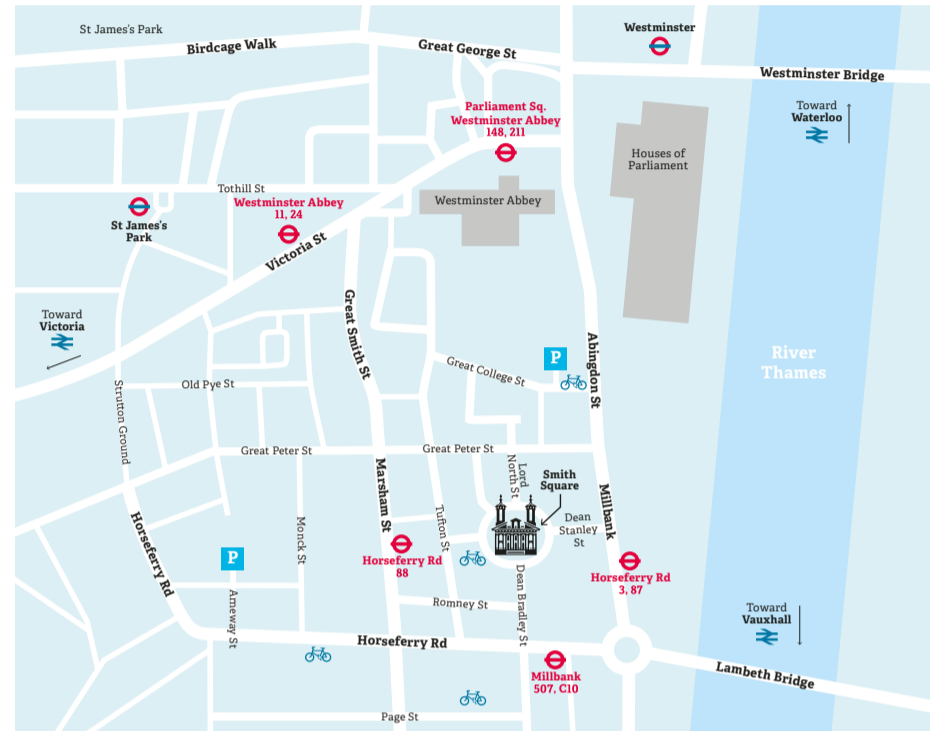 St James's Park
Birdcage Walk
Great George St
Westminster
Westminster Bridge
Toward
Waterloo
Parliament Sq.
Westminster Abbey
148, 211
Houses of
Parliament
Tothill St
Westminster Abbey
11, 24
Westminster Abbey
St James's
Park
Victoria St
Toward
Victoria
Great Smith St
Abingdon St
River
Thames
P
Great College St
Strutton Ground
Old Pye St
Great Peter St
Great Peter St
Lord
North St
Smith
Square
Marsham St
Millbank
Dean
Stanley
St
Tufton St
Horseferry Rd
Monck St
P
Horseferry Rd
88
Horseferry Rd
3, 87
Dean Bradley St
Ameway St
Romney St
Toward
Vauxhall
Horseferry Rd
Millbank
507, C10
Lambeth Bridge
Page St